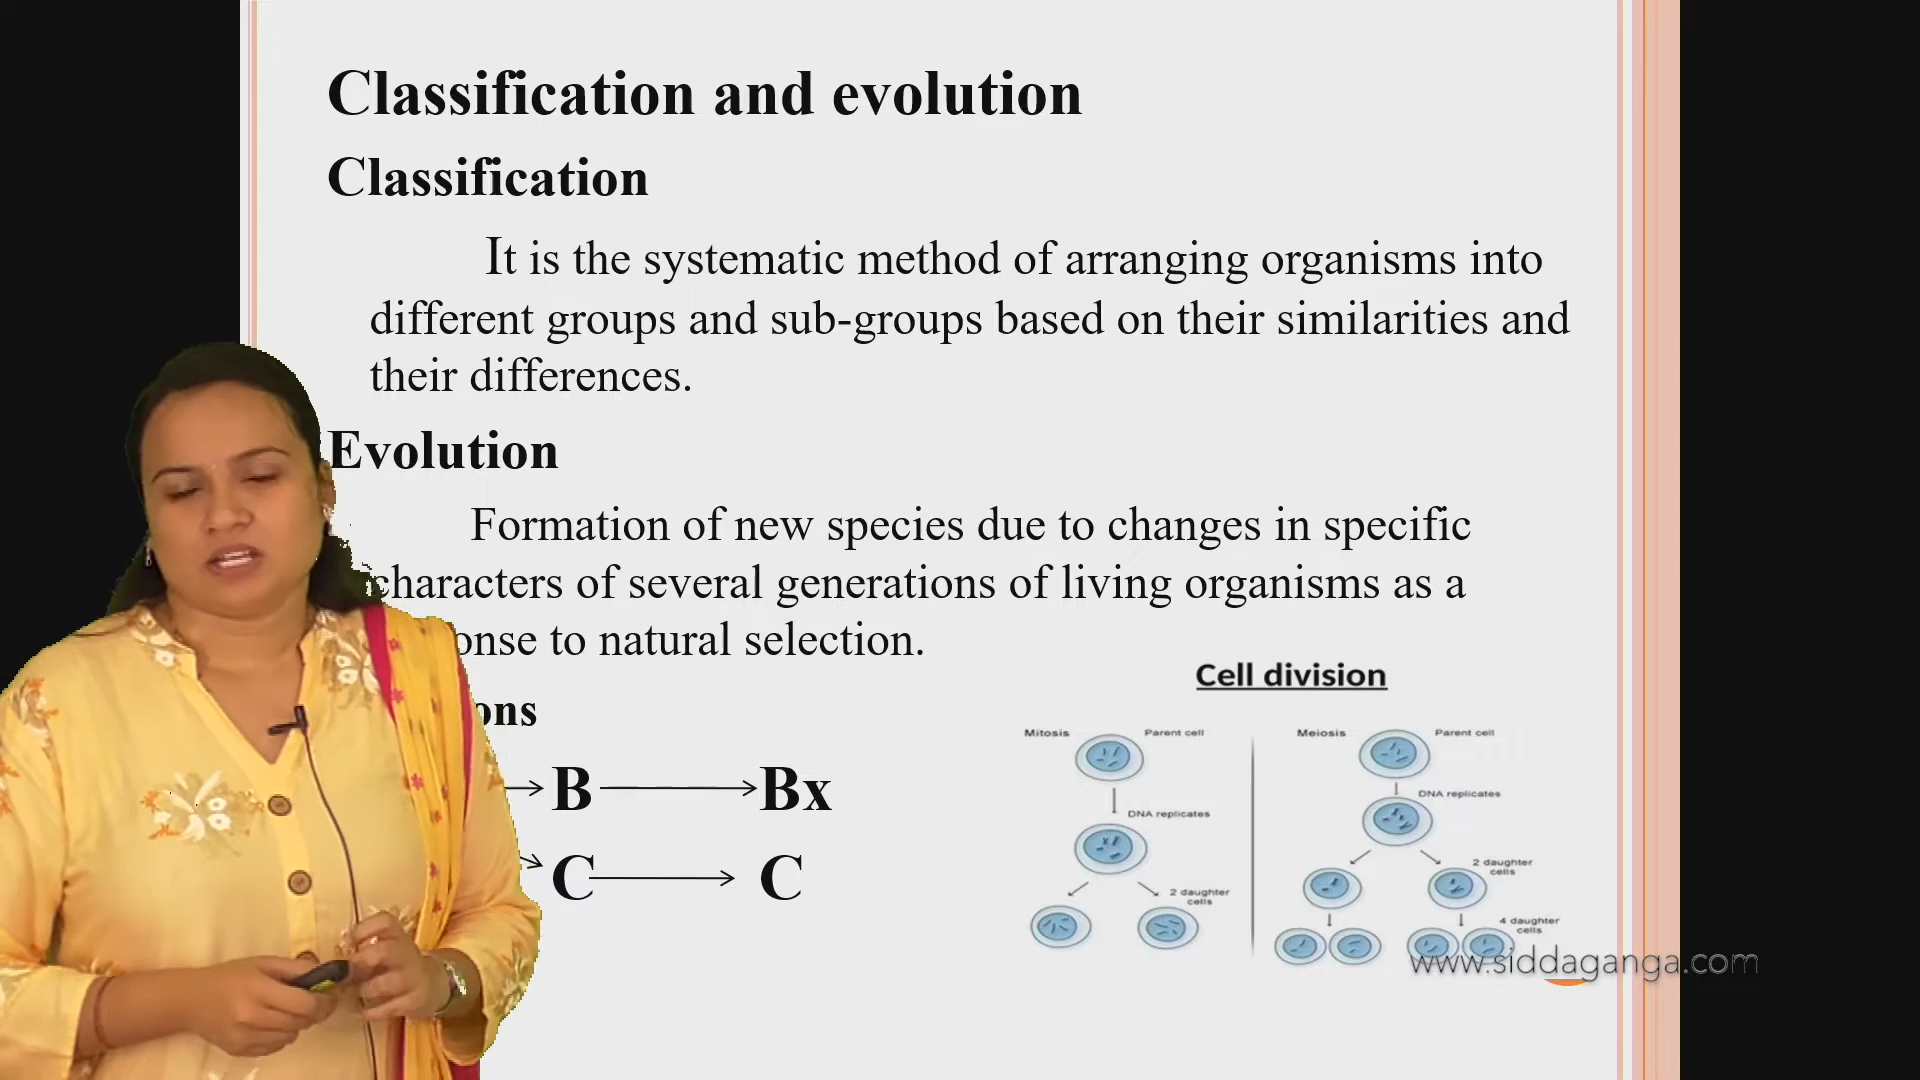 Classification and evolution
Classification
It is the systematic method of arranging organisms into
different groups and sub-groups based on their similarities and
their differences.
Evolution
Formation of new species due to changes in specific
characters of several generations of living organisms as a
onse to natural selection.
ons
B Bx
C C
Cell division
Mitosis Parent cell
DNA replicates
2 daughter
cells
Meiosis Parent cell
DNA replicates
2 daughter
cells
4 daughter
cells
www.siddaganga.com